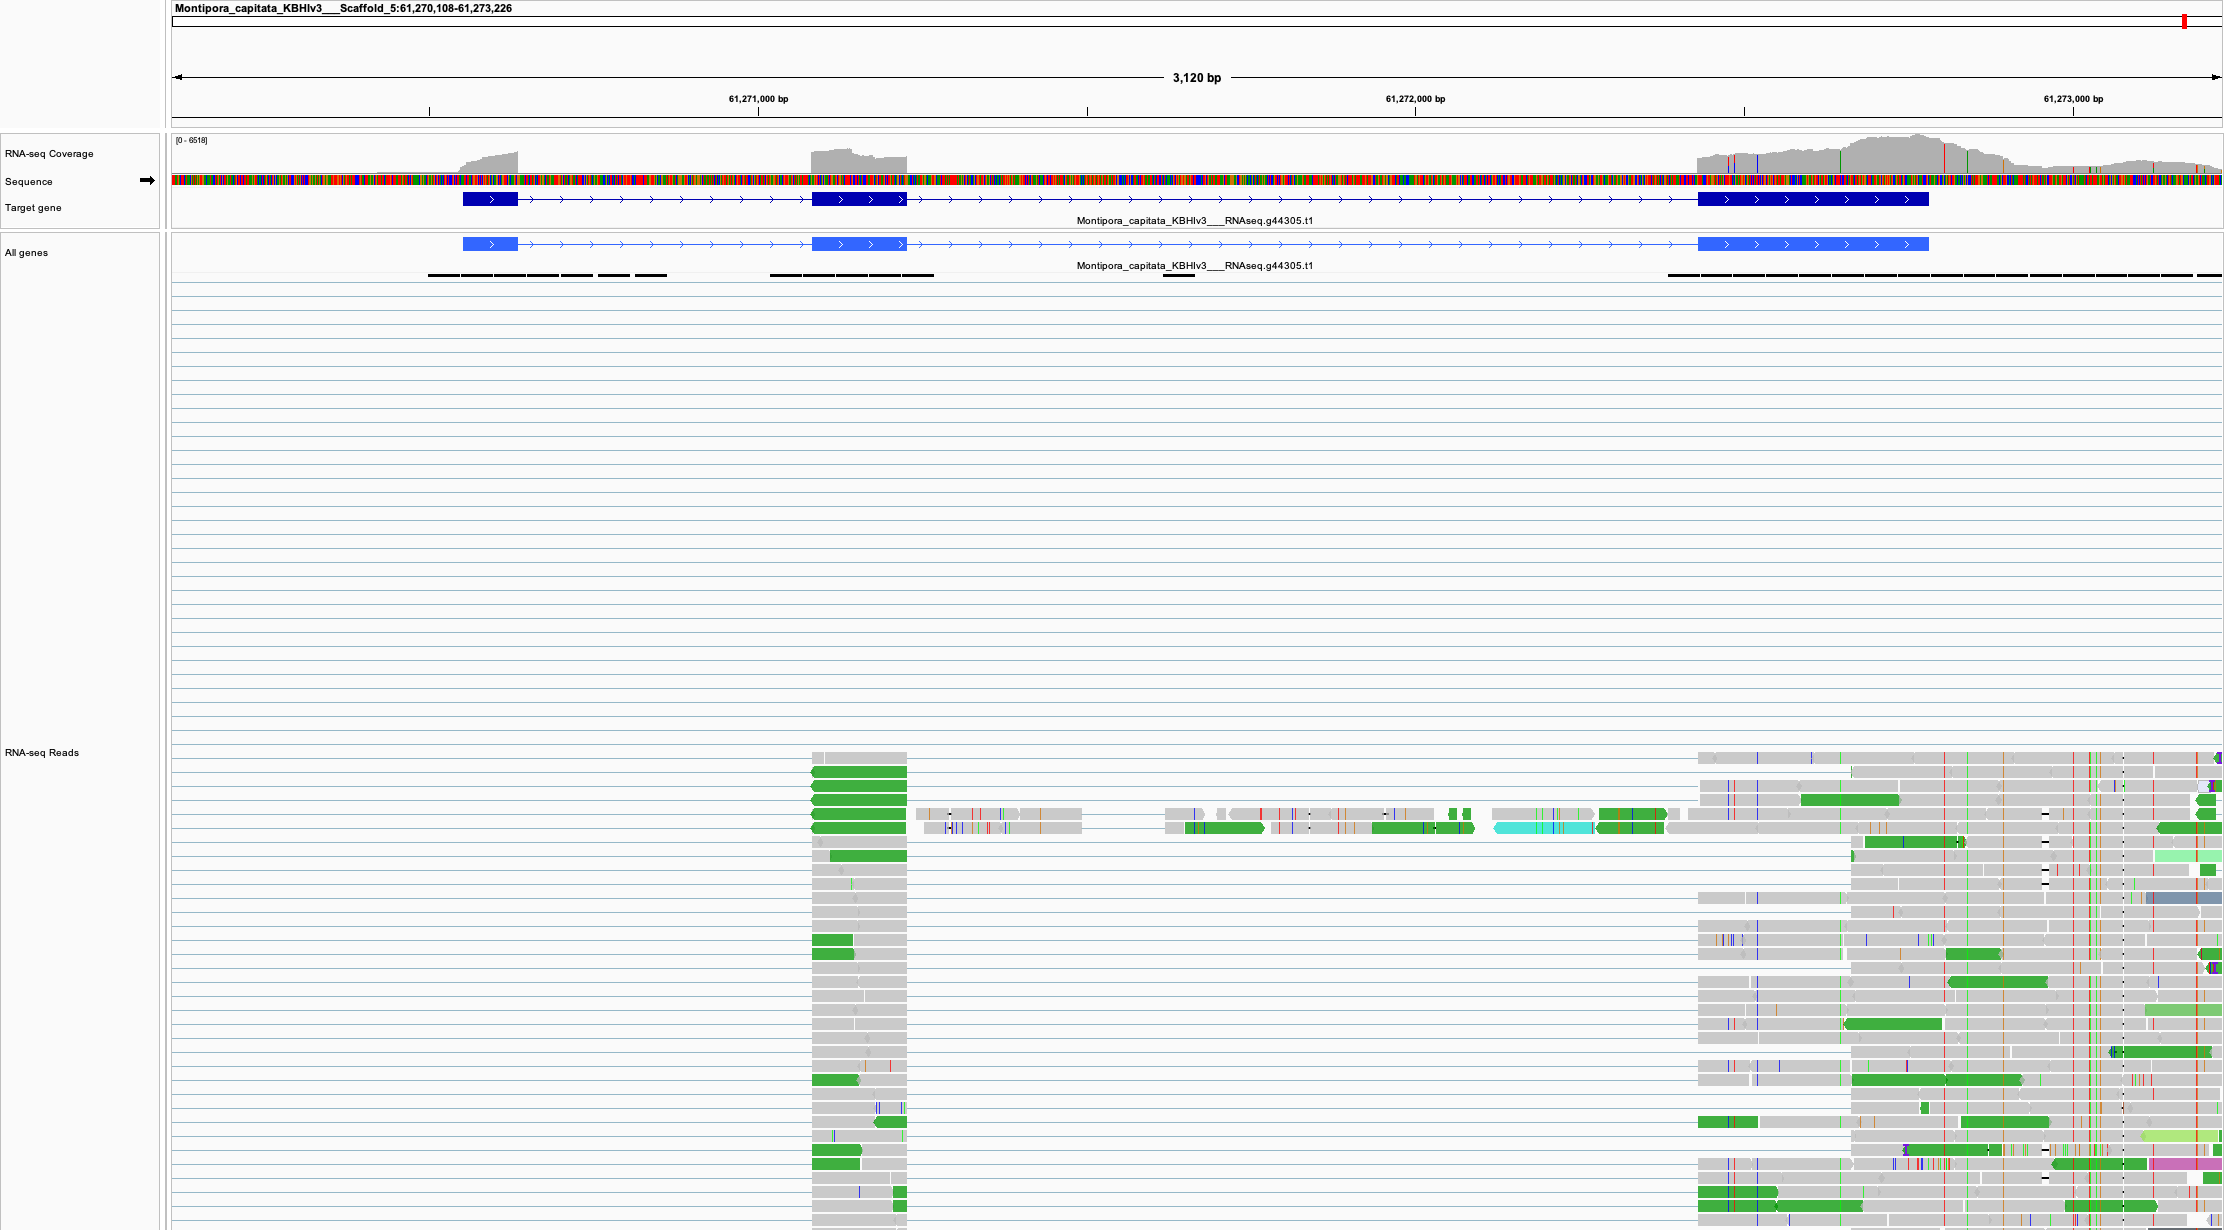 Montipora_capitata_KBHIv3___Scaffold_5:61,270,108-61,273,226
3,120 bp
61,271,000 bp
61,272,000 bp
61,273,000 bp
[0 - 6518]
RNA-seq Coverage
Sequence
Target gene
Montipora_capitata_KBHIv3___RNAseq.g44305.t1
All genes
Montipora_capitata_KBHIv3___RNAseq.g44305.t1
RNA-seq Reads